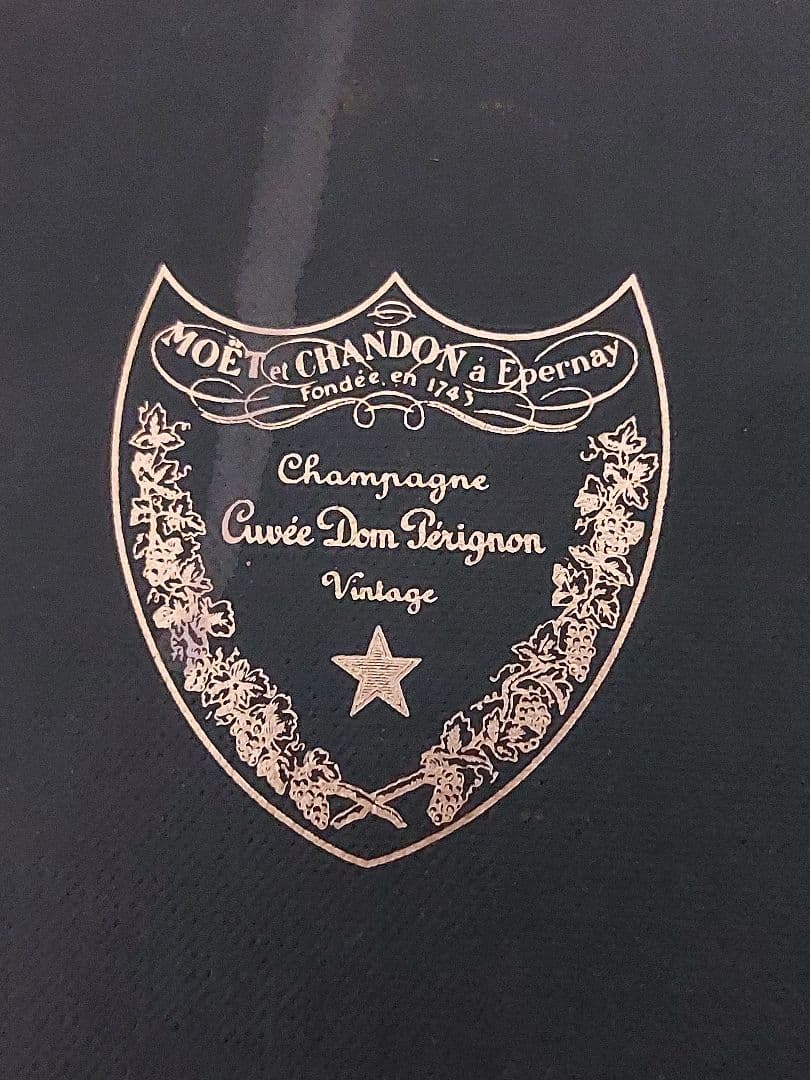 MOËT et CHANDON à Epernay
Fondée en 1743
Champagne
Cuvée Dom Pérignon
Vintage